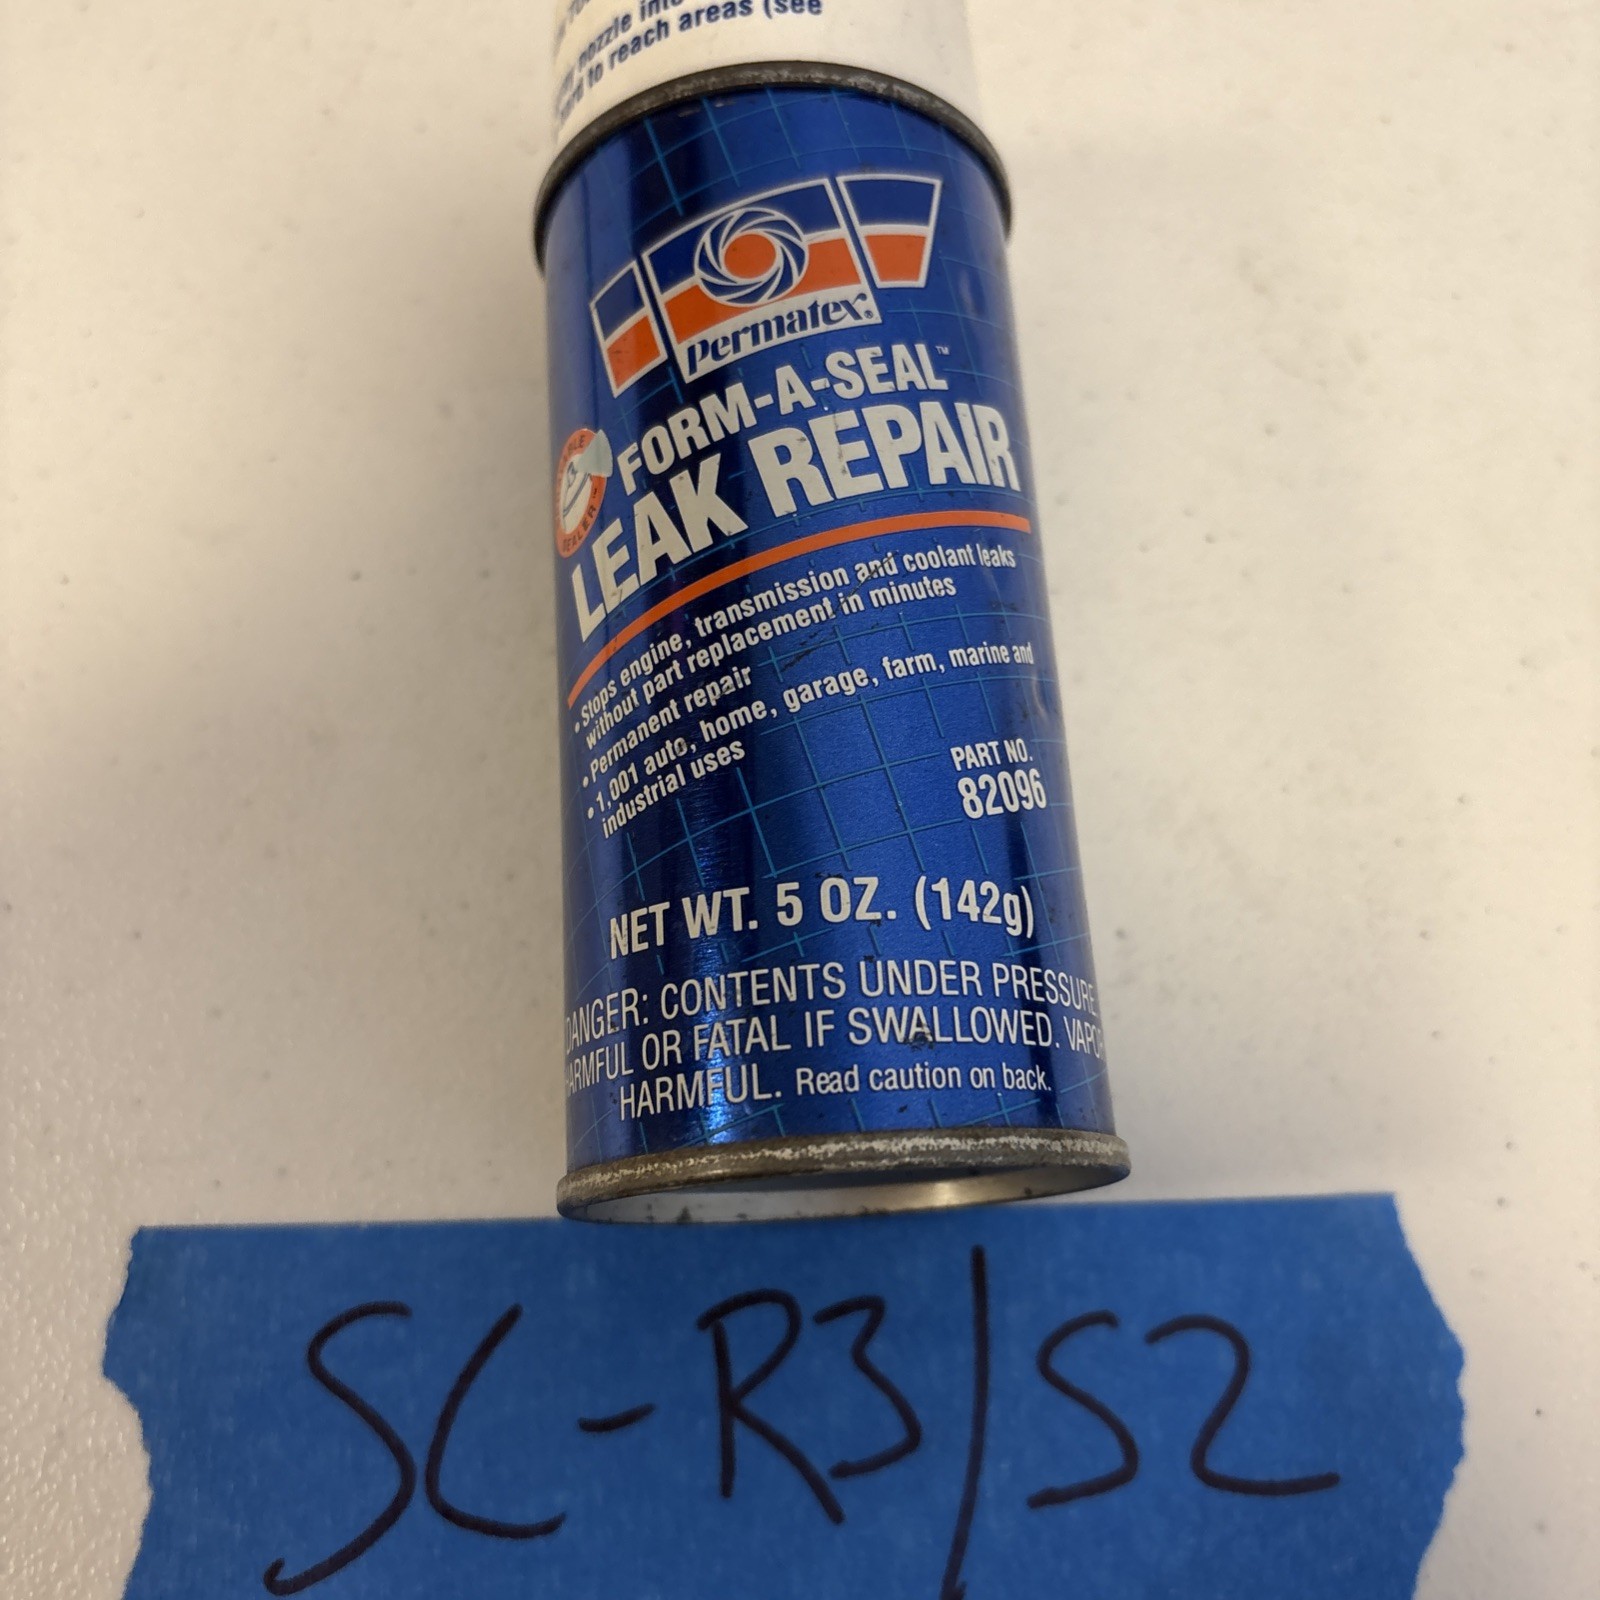 nozzle into
to reach areas (see
Permatex®
FORM-A-SEAL™
LEAK REPAIR
DEALER
• Stops engine, transmission and coolant leaks
without part replacement in minutes
• Permanent repair
• 1,001 auto, home, garage, farm, marine and
industrial uses
PART NO.
82096
NET WT. 5 OZ. (142g)
DANGER: CONTENTS UNDER PRESSURE.
HARMFUL OR FATAL IF SWALLOWED.
HARMFUL. Read caution on back.
SC-R3/S2